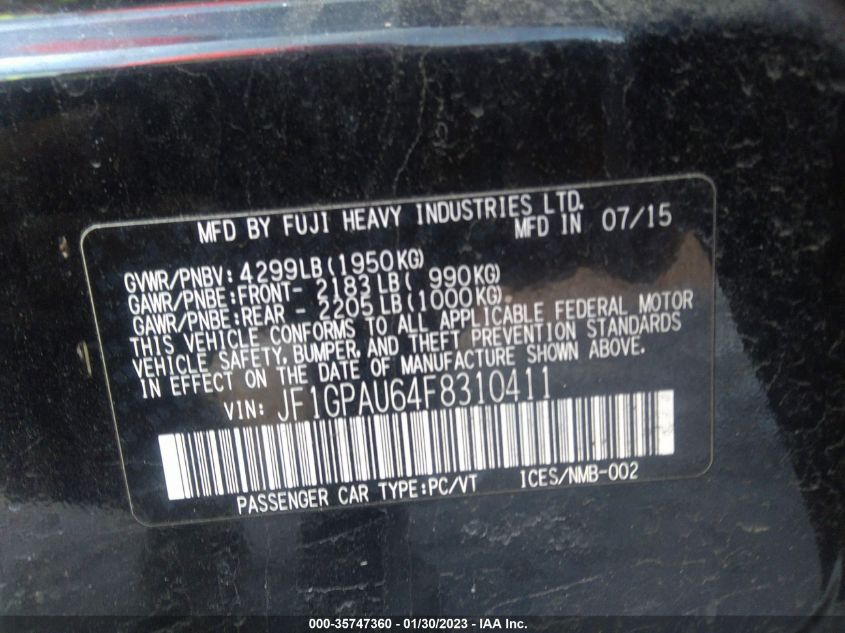 MFD BY FUJI HEAVY INDUSTRIES LTD.
MFD IN 07/15
GVWR/PNBV: 4299LB(1950KG)
GAWR/PNBE:FRONT- 2183LB( 990KG)
GAWR/PNBE:REAR - 2205LB(1000KG)
THIS VEHICLE CONFORMS TO ALL APPLICABLE FEDERAL MOTOR
VEHICLE SAFETY, BUMPER, AND THEFT PREVENTION STANDARDS
IN EFFECT ON THE DATE OF MANUFACTURE SHOWN ABOVE.
VIN: JF1GPAU64F8310411
PASSENGER CAR TYPE:PC/VT ICES/NMB-002
000-35747360 - 01/30/2023 - IAA Inc.